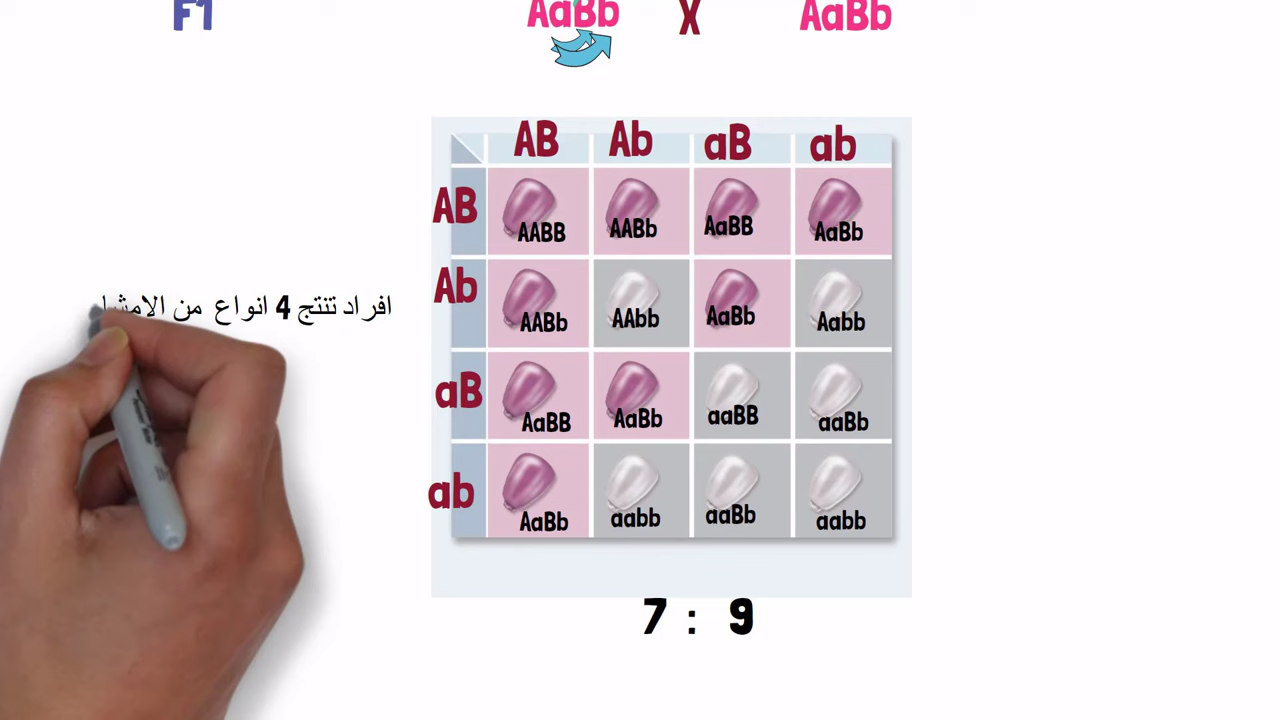 F1 AaBb X AaBb
AB Ab aB ab
AB AABB AABb AaBB AaBb
Ab AABb AAbb AaBb Aabb
aB AaBB AaBb aaBB aaBb
ab AaBb aabb aaBb aabb
افراد تنتج 4 انواع من
7 : 9